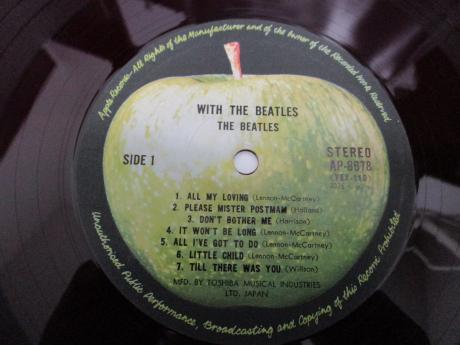 Apple Records-All Rights of the Manufacturer and of the Owner of the Recorded Work Reserved.
WITH THE BEATLES
THE BEATLES
SIDE 1
STEREO
AP-8678
(YEX-110)
1. ALL MY LOVING (Lennon-McCartney)
2. PLEASE MISTER POSTMAM (Holland)
3. DON'T BOTHER ME (Harrison)
4. IT WON'T BE LONG (Lennon-McCartney)
5. ALL I'VE GOT TO DO (Lennon-McCartney)
6. LITTLE CHILD (Lennon-McCartney)
7. TILL THERE WAS YOU (Willson)
MFD. BY TOSHIBA MUSICAL INDUSTRIES
LTD. JAPAN
Unauthorised Public Performance, Broadcasting and Copying of this Record Prohibited